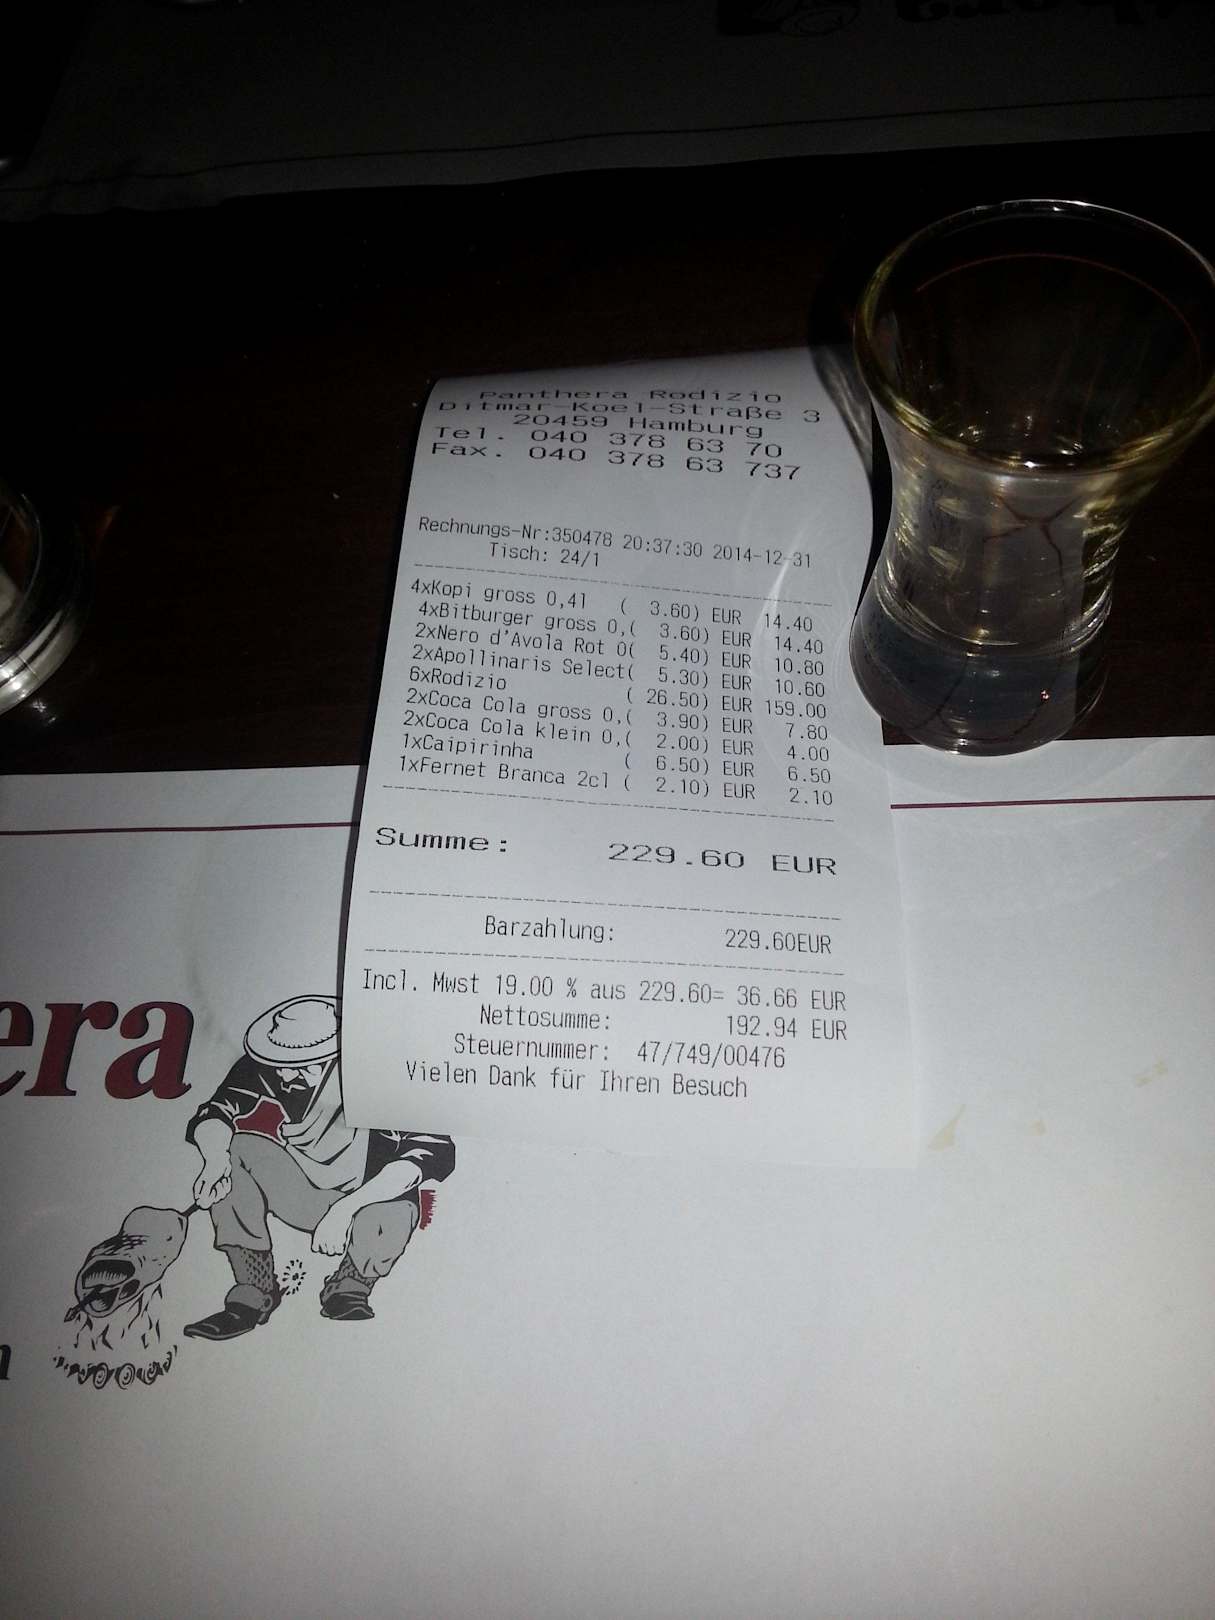 Panthera Rodizio
Ditmar-Koel-Straße 3
20459 Hamburg
Tel. 040 378 63 70
Fax. 040 378 63 737
Rechnungs-Nr:350478 20:37:30 2014-12-31
Tisch: 24/1
4xKopi gross 0,4l ( 3.60) EUR 14.40
4xBitburger gross 0,( 3.60) EUR 14.40
2xNero d'Avola Rot 0( 5.40) EUR 10.80
2xApollinaris Select( 5.30) EUR 10.60
6xRodizio ( 26.50) EUR 159.00
2xCoca Cola gross 0,( 3.90) EUR 7.80
2xCoca Cola klein 0,( 2.00) EUR 4.00
1xCaipirinha ( 6.50) EUR 6.50
1xFernet Branca 2cl ( 2.10) EUR 2.10
Summe: 229.60 EUR
Barzahlung: 229.60EUR
Incl. Mwst 19.00 % aus 229.60= 36.66 EUR
Nettosumme: 192.94 EUR
Steuernummer: 47/749/00476
Vielen Dank für Ihren Besuch
era